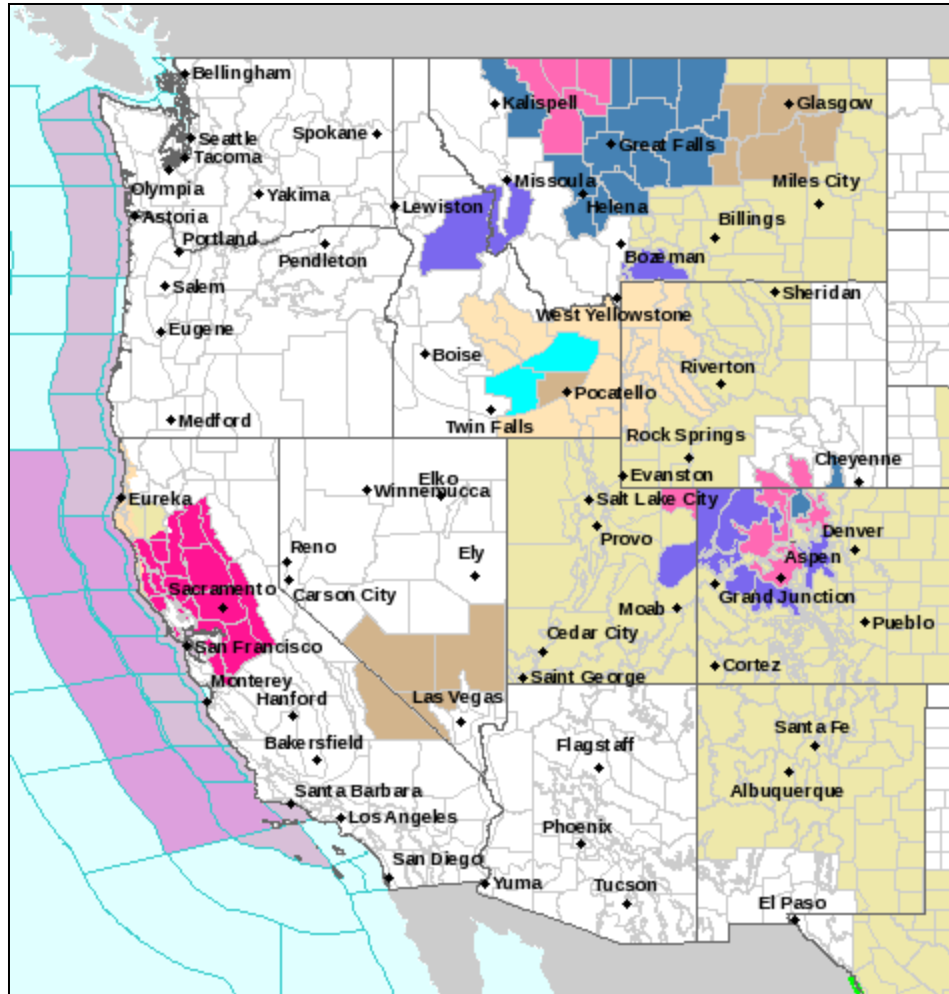 Bellingham
Kalispell
Glasgow
Seattle
Spokane
Great Falls
Tacoma
Olympia
Missoula
Miles City
Yakima
Lewiston
Helena
Astoria
Billings
Portland
Pendleton
Bozeman
Salem
Sheridan
West Yellowstone
Eugene
Boise
Riverton
Pocatello
Medford
Twin Falls
Rock Springs
Cheyenne
Elko
Evanston
Winnemucca
Eureka
Salt Lake City
Provo
Denver
Reno
Ely
Aspen
Sacramento
Carson City
Grand Junction
Moab
Pueblo
Cedar City
San Francisco
Cortez
Saint George
Monterey
Hanford
Las Vegas
Santa Fe
Bakersfield
Flagstaff
Santa Barbara
Albuquerque
Los Angeles
Phoenix
San Diego
Yuma
Tucson
El Paso